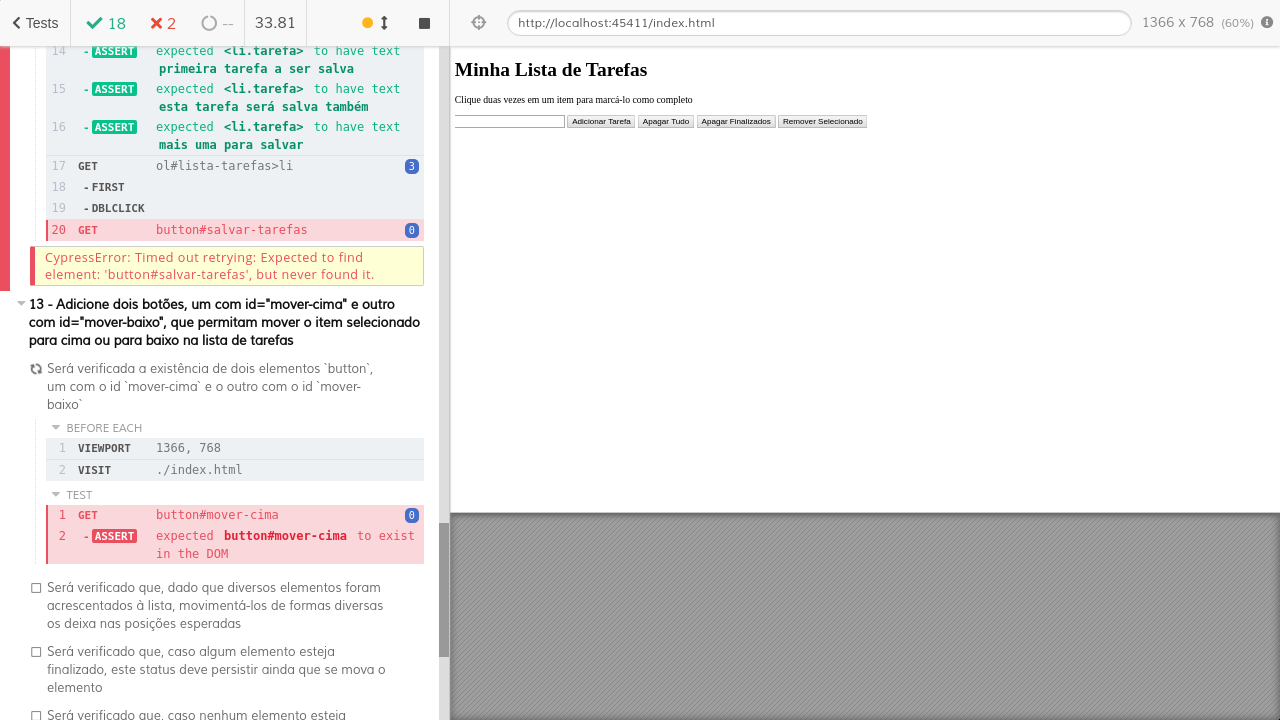 Tests
18
2
--
33.81
http://localhost:45411/index.html
1366 x 768 (60%)
14 - ASSERT expected <li.tarefa> to have text
primeira tarefa a ser salva
15 - ASSERT expected <li.tarefa> to have text
esta tarefa será salva também
16 - ASSERT expected <li.tarefa> to have text
mais uma para salvar
17 GET ol#lista-tarefas>li 3
18 - FIRST
19 - DBLCLICK
20 GET button#salvar-tarefas 0
CypressError: Timed out retrying: Expected to find
element: 'button#salvar-tarefas', but never found it.
13 - Adicione dois botões, um com id="mover-cima" e outro
com id="mover-baixo", que permitam mover o item selecionado
para cima ou para baixo na lista de tarefas
Será verificada a existência de dois elementos `button`,
um com o id `mover-cima` e o outro com o id `mover-
baixo`
BEFORE EACH
1 VIEWPORT 1366, 768
2 VISIT ./index.html
TEST
1 GET button#mover-cima 0
2 - ASSERT expected button#mover-cima to exist
in the DOM
Será verificado que, dado que diversos elementos foram
acrescentados à lista, movimentá-los de formas diversas
os deixa nas posições esperadas
Será verificado que, caso algum elemento esteja
finalizado, este status deve persistir ainda que se mova o
elemento
Será verificado que, caso nenhum elemento esteja
Minha Lista de Tarefas
Clique duas vezes em um item para marcá-lo como completo
Adicionar Tarefa Apagar Tudo Apagar Finalizados Remover Selecionado